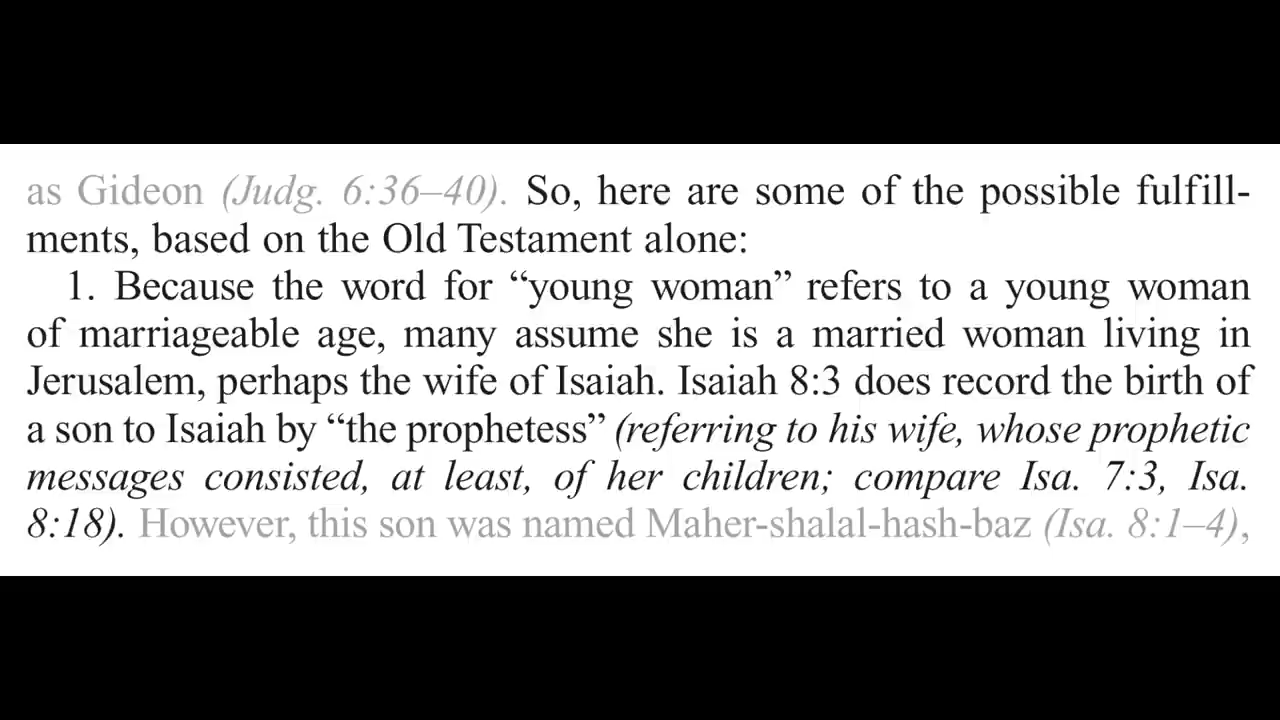 as Gideon (Judg. 6:36–40). So, here are some of the possible fulfill-
ments, based on the Old Testament alone:
1. Because the word for “young woman” refers to a young woman
of marriageable age, many assume she is a married woman living in
Jerusalem, perhaps the wife of Isaiah. Isaiah 8:3 does record the birth of
a son to Isaiah by “the prophetess” (referring to his wife, whose prophetic
messages consisted, at least, of her children; compare Isa. 7:3, Isa.
8:18). However, this son was named Maher-shalal-hash-baz (Isa. 8:1–4),